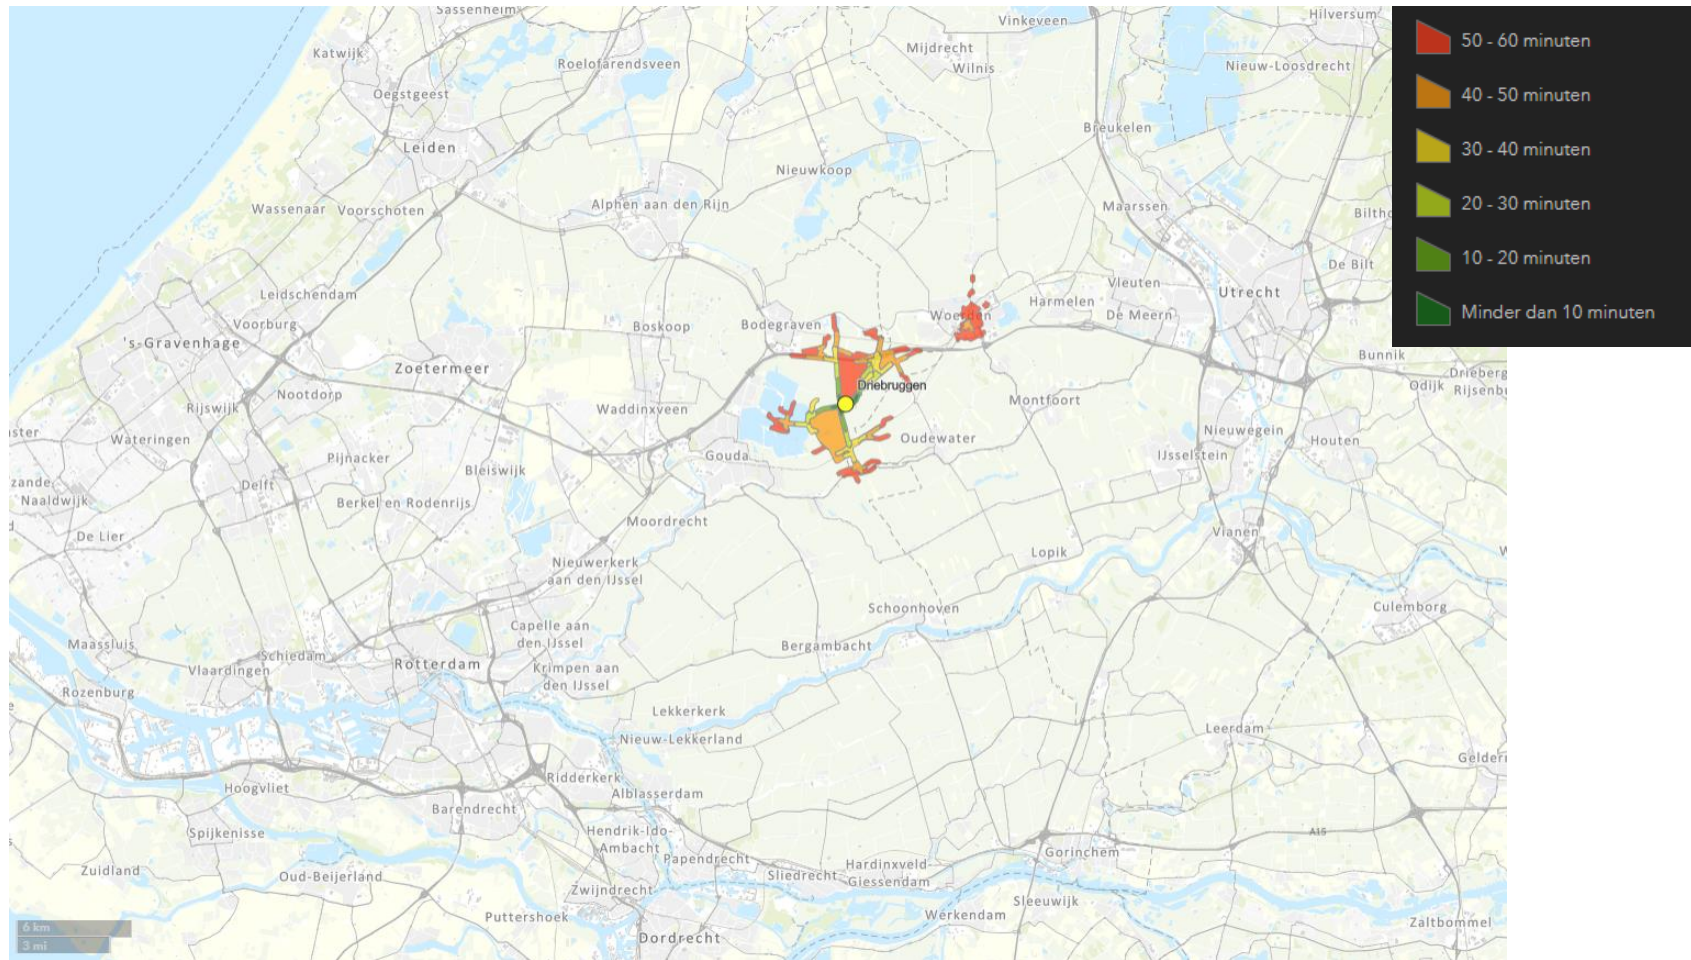 Sassenheim
Vinkeveen
Hilversum
Katwijk
Mijdrecht
Roelofarendsveen
Wilnis
Nieuw-Loosdrecht
Oegstgeest
Breukelen
Leiden
Nieuwkoop
Wassenaar
Voorschoten
Alphen aan den Rijn
Maarssen
De Bilt
Leidschendam
Vleuten
Utrecht
Harmelen
Voorburg
Boskoop
Bodegraven
Woerden
De Meern
's-Gravenhage
Bunnik
Zoetermeer
Driebruggen
Odijk
Nootdorp
Rijswijk
Waddinxveen
Montfoort
Wateringen
Oudewater
Nieuwegein
Houten
Pijnacker
Bleiswijk
Gouda
IJsselstein
Delft
Naaldwijk
Berkel en Rodenrijs
Moordrecht
De Lier
Vianen
Lopik
Nieuwerkerk
aan den IJssel
Schoonhoven
Culemborg
Capelle aan
den IJssel
Maassluis
Bergambacht
Schiedam
Rotterdam
Vlaardingen
Krimpen aan
den IJssel
Rozenburg
Lekkerkerk
Leerdam
Nieuw-Lekkerland
Ridderkerk
Hoogvliet
Alblasserdam
Barendrecht
Spijkenisse
Hendrik-Ido-
Ambacht
A15
Gorinchem
Papendrecht
Hardinxveld-
Giessendam
Zuidland
Oud-Beijerland
Sliedrecht
Zwijndrecht
Sleeuwijk
Puttershoek
Werkendam
Zaltbommel
6 km
Dordrecht
3 mi
50 - 60 minuten
40 - 50 minuten
30 - 40 minuten
20 - 30 minuten
10 - 20 minuten
Minder dan 10 minuten